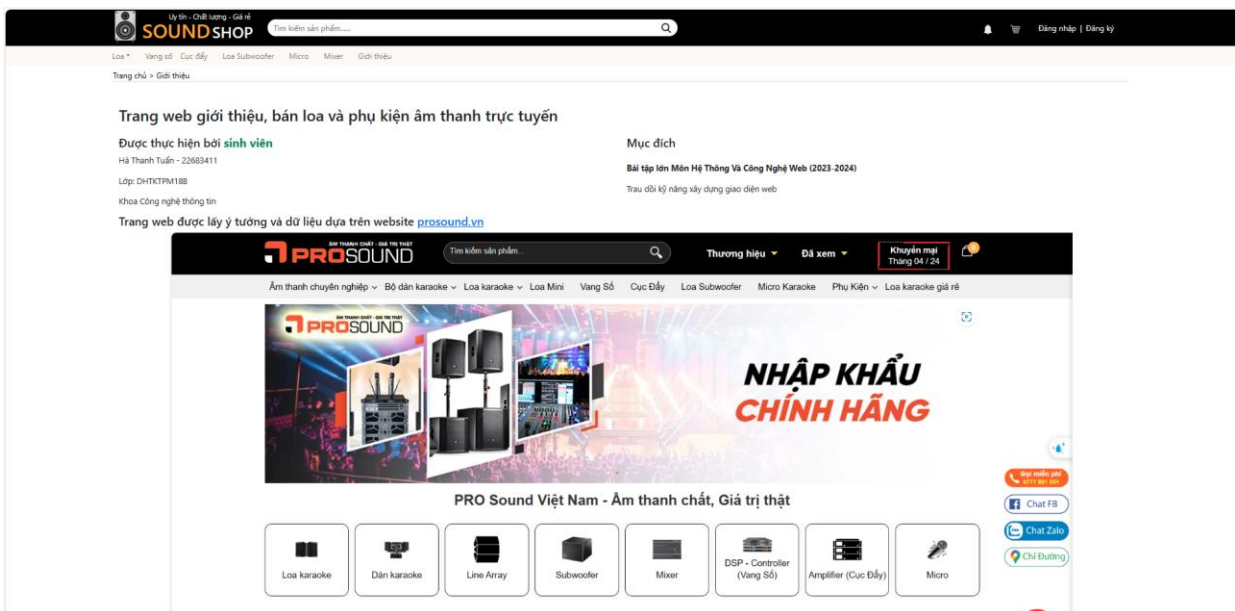 Uy tín - Chất lượng - Giá rẻ
SOUND SHOP
Tìm kiếm sản phẩm.....
Đăng nhập | Đăng ký
Loa Vang số Cục đẩy Loa Subwoofer Micro Mixer Giới thiệu
Trang chủ > Giới thiệu
Trang web giới thiệu, bán loa và phụ kiện âm thanh trực tuyến
Được thực hiện bởi sinh viên
Hà Thanh Tuấn - 22683411
Lớp: DHTKTPM18B
Khoa Công nghệ thông tin
Mục đích
Bài tập lớn Môn Hệ Thông Và Công Nghệ Web (2023-2024)
Trau dồi kỹ năng xây dựng giao diện web
Trang web được lấy ý tưởng và dữ liệu dựa trên website prosound.vn
ÂM THANH CHẤT - GIÁ TRỊ THẬT
PROSOUND
Tìm kiếm sản phẩm...
Thương hiệu
Đã xem
Khuyến mại
Tháng 04 / 24
0
Âm thanh chuyên nghiệp Bộ dàn karaoke Loa karaoke Loa Mini Vang Số Cục Đẩy Loa Subwoofer Micro Karaoke Phụ Kiện Loa karaoke giá rẻ
ÂM THANH CHẤT - GIÁ TRỊ THẬT
PROSOUND
NHẬP KHẨU
CHÍNH HÃNG
Gọi miễn phí
Chat FB
Chat Zalo
Chỉ Đường
PRO Sound Việt Nam - Âm thanh chất, Giá trị thật
Loa karaoke
Dàn karaoke
Line Array
Subwoofer
Mixer
DSP - Controller
(Vang Số)
Amplifier (Cục Đẩy)
Micro